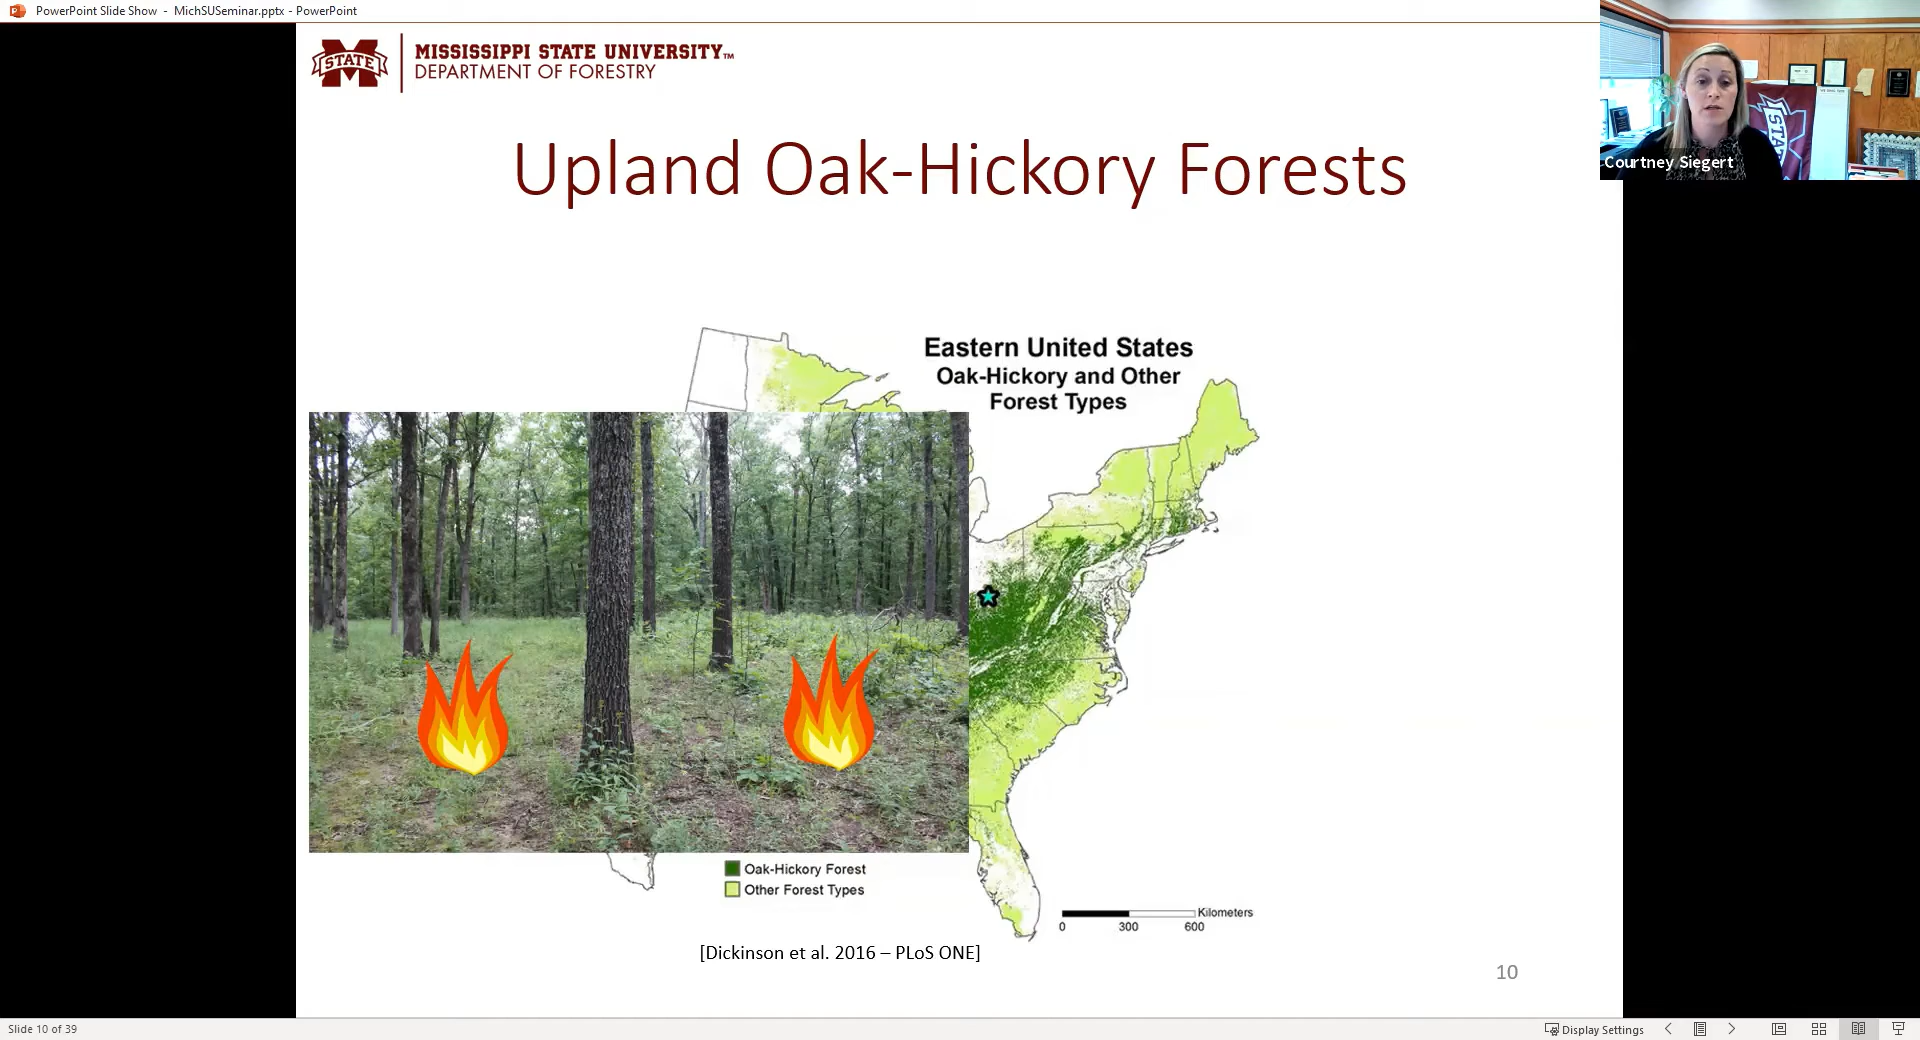 PowerPoint Slide Show - MichSUSeminar.pptx - PowerPoint
STATE
MISSISSIPPI STATE UNIVERSITY™
DEPARTMENT OF FORESTRY
STATE
Courtney Siegert
Upland Oak-Hickory Forests
Eastern United States
Oak-Hickory and Other
Forest Types
Oak-Hickory Forest
Other Forest Types
Kilometers
0 300 600
[Dickinson et al. 2016 – PLoS ONE]
10
Slide 10 of 39
Display Settings